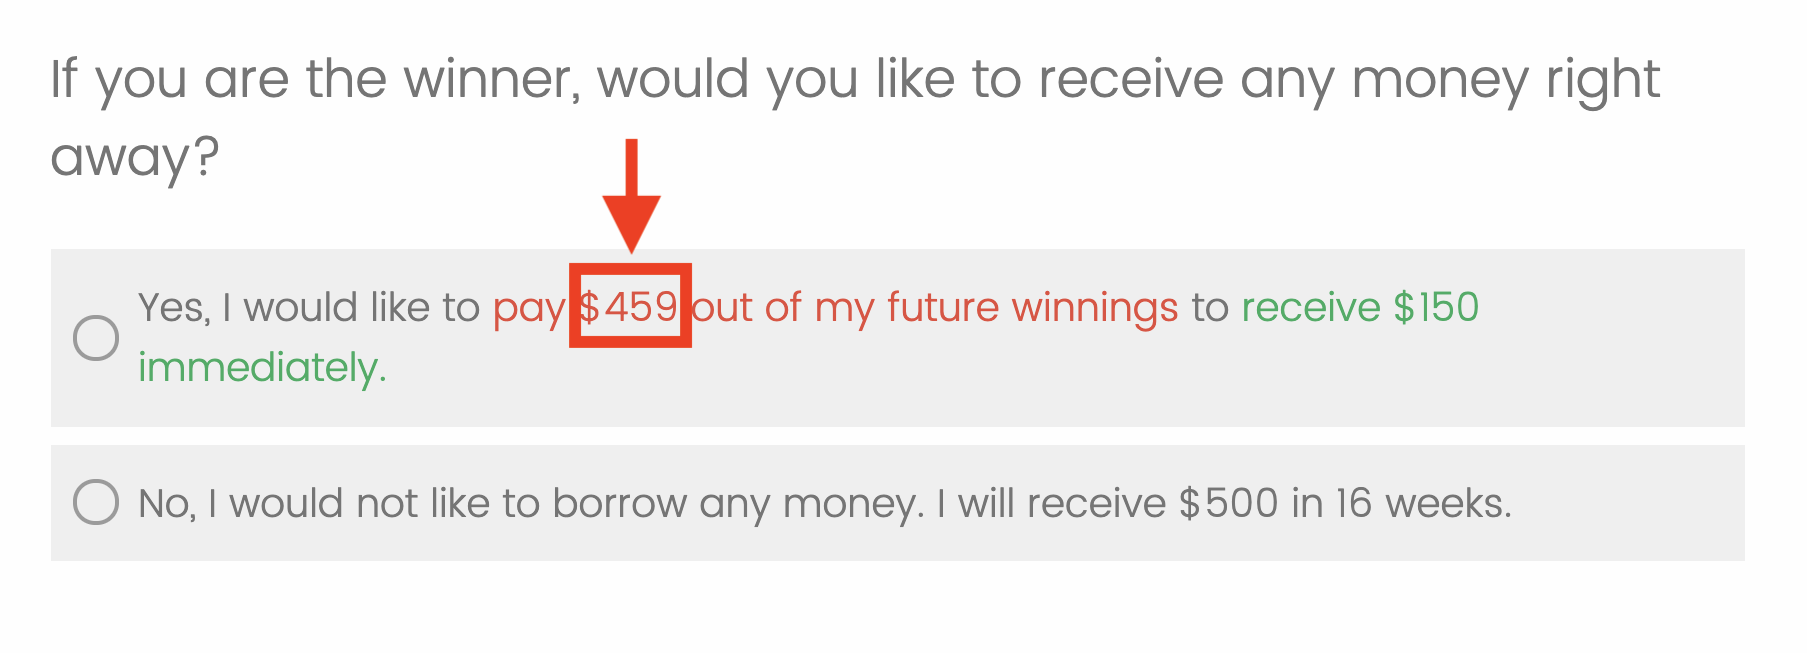 If you are the winner, would you like to receive any money right
away?
Yes, I would like to pay $459 out of my future winnings to receive $150
immediately.
No, I would not like to borrow any money. I will receive $500 in 16 weeks.